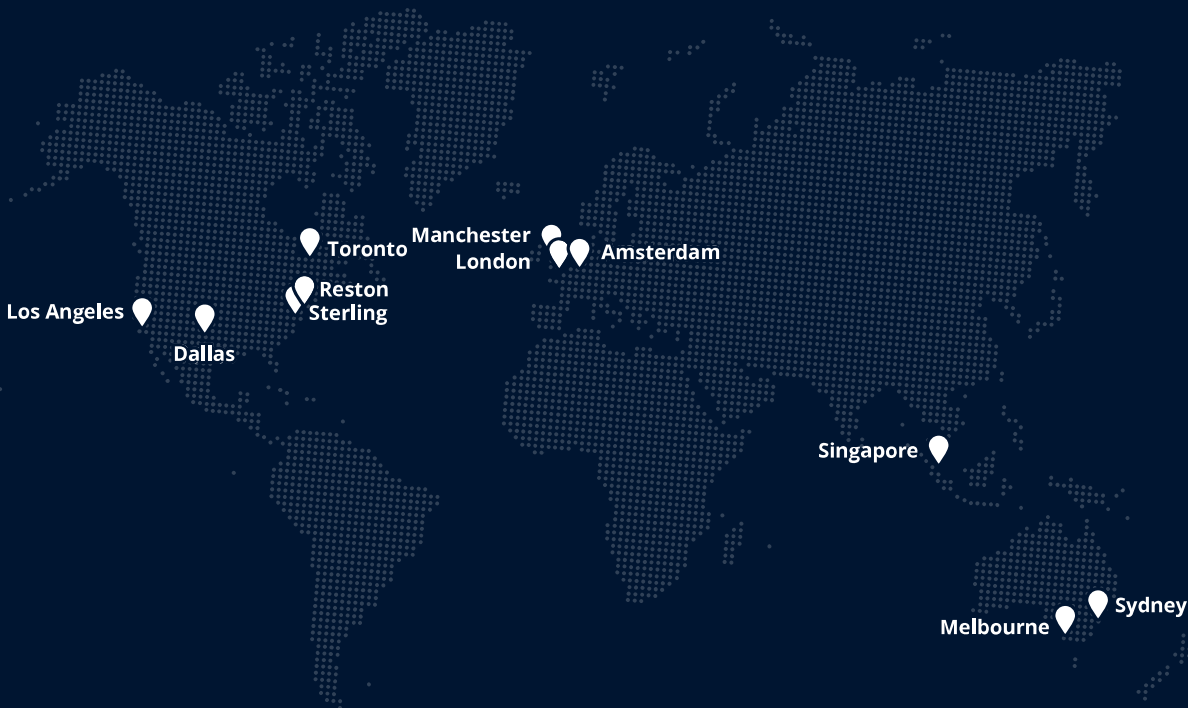 Manchester
Toronto
London
Amsterdam
Reston
Los Angeles
Sterling
Dallas
Singapore
Sydney
Melbourne